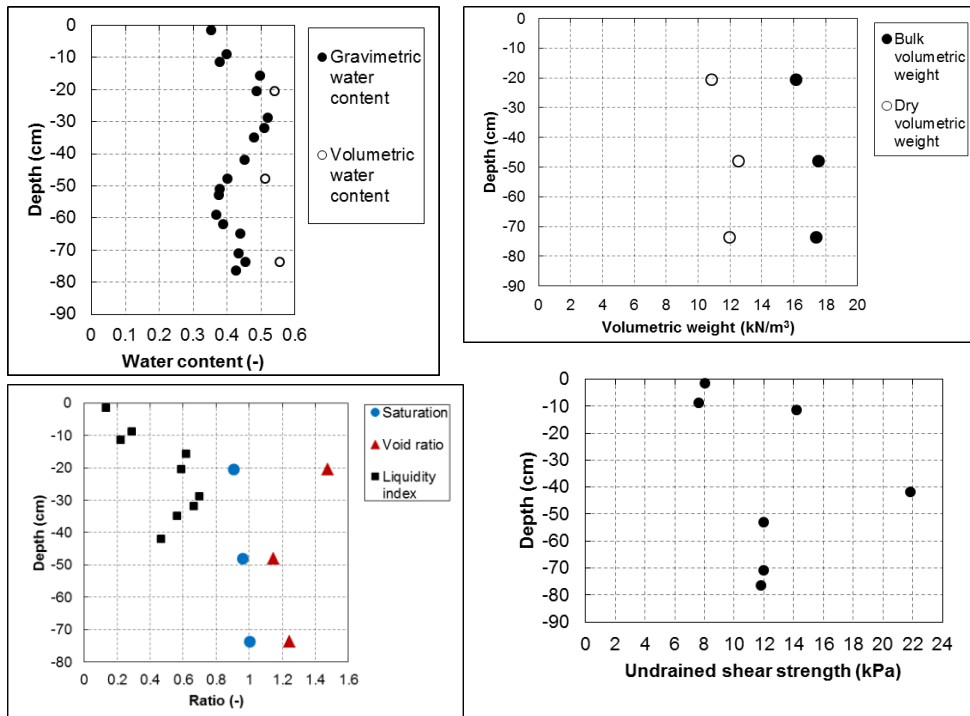 0
-10
-20
-30
-40
-50
-60
-70
-80
-90
Depth (cm)
0 0.1 0.2 0.3 0.4 0.5 0.6
Water content (-)
Gravimetric
water
content
Volumetric
water
content
0
-10
-20
-30
-40
-50
-60
-70
-80
-90
Depth (cm)
0 2 4 6 8 10 12 14 16 18 20
Volumetric weight (kN/m³)
Bulk
volumetric
weight
Dry
volumetric
weight
0
-10
-20
-30
-40
-50
-60
-70
-80
Depth (cm)
0 0.2 0.4 0.6 0.8 1 1.2 1.4 1.6
Ratio (-)
Saturation
Void ratio
Liquidity
index
0
-10
-20
-30
-40
-50
-60
-70
-80
-90
Depth (cm)
0 2 4 6 8 10 12 14 16 18 20 22 24
Undrained shear strength (kPa)